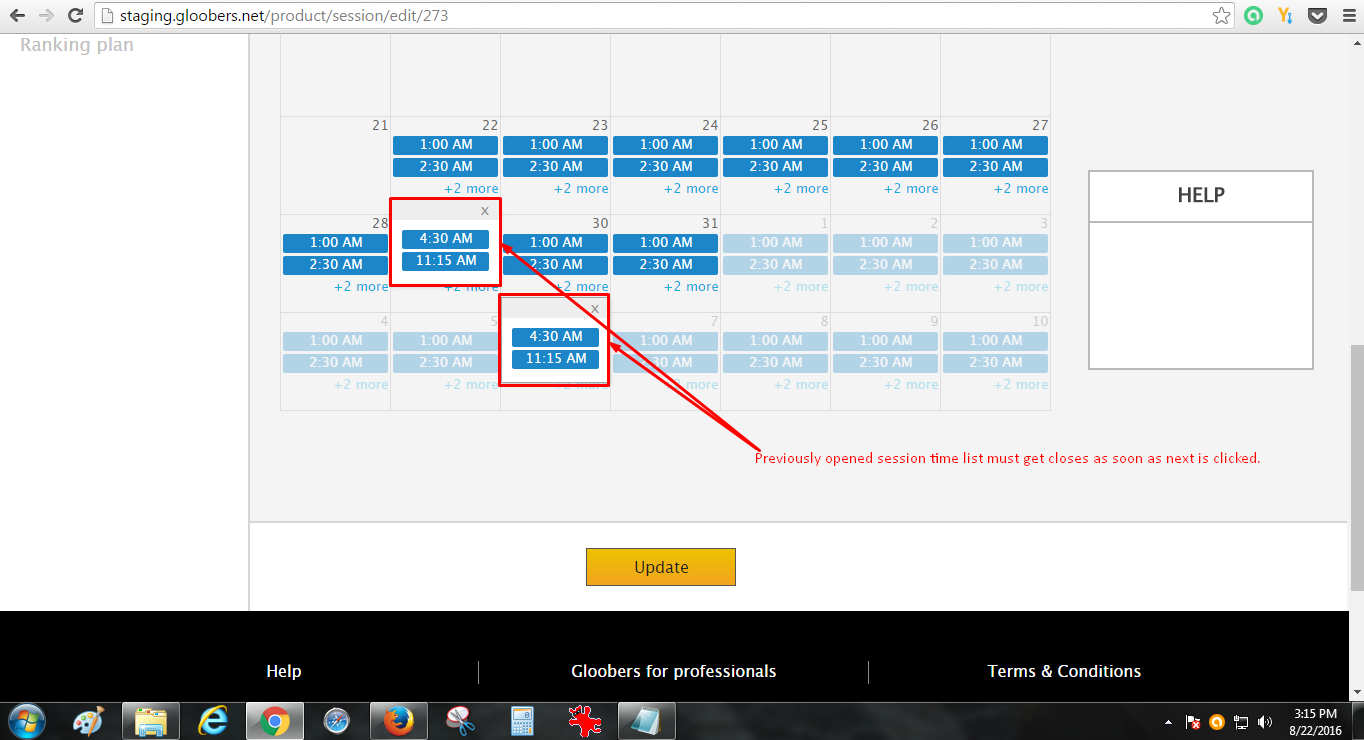 staging.gloobers.net/product/session/edit/273
Ranking plan
21 22 23 24 25 26 27
1:00 AM 1:00 AM 1:00 AM 1:00 AM 1:00 AM 1:00 AM
2:30 AM 2:30 AM 2:30 AM 2:30 AM 2:30 AM 2:30 AM
+2 more +2 more +2 more +2 more +2 more +2 more
HELP
x
28 30 31 1 2 3
1:00 AM 4:30 AM 1:00 AM 1:00 AM 1:00 AM 1:00 AM 1:00 AM
2:30 AM 11:15 AM 2:30 AM 2:30 AM 2:30 AM 2:30 AM 2:30 AM
+2 more +2 more +2 more +2 more +2 more +2 more +2 more
x
4 5 7 8 9 10
1:00 AM 1:00 AM 4:30 AM 1:00 AM 1:00 AM 1:00 AM 1:00 AM
2:30 AM 2:30 AM 11:15 AM 2:30 AM 2:30 AM 2:30 AM 2:30 AM
+2 more +2 more more +2 more +2 more +2 more
Previously opened session time list must get closes as soon as next is clicked.
Update
Help
Gloobers for professionals
Terms & Conditions
3:15 PM
8/22/2016